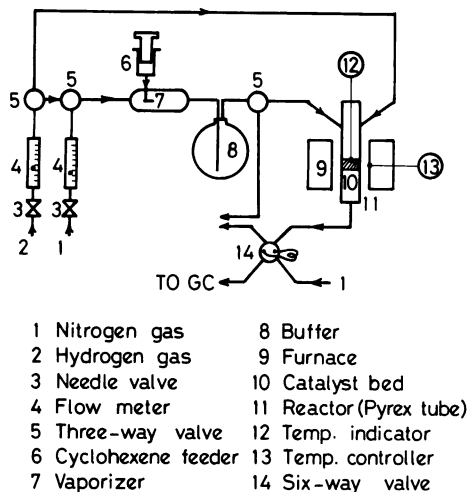 12
6
5
5
5
5
7
4
4
8
9
10
13
11
3
3
2
1
14
TO GC
1
1 Nitrogen gas
2 Hydrogen gas
3 Needle valve
4 Flow meter
5 Three-way valve
6 Cyclohexene feeder
7 Vaporizer
8 Buffer
9 Furnace
10 Catalyst bed
11 Reactor (Pyrex tube)
12 Temp. indicator
13 Temp. controller
14 Six-way valve